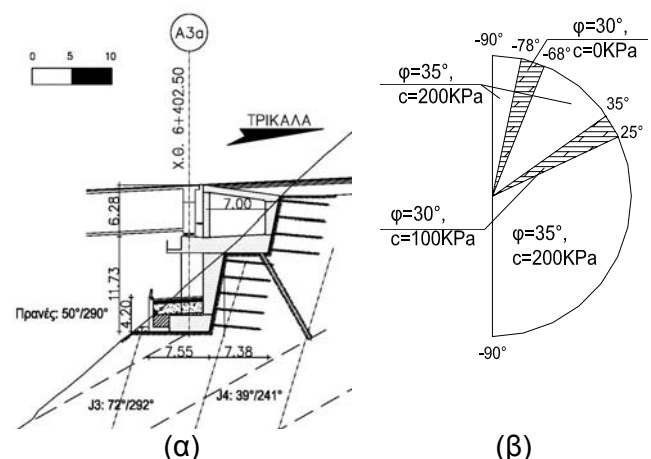 A3α
0 5 10
Χ.Θ. 6+402.50
ΤΡΙΚΑΛΑ
7.00
6.28
11.73
4.20
Πρανές: 50°/290°
7.55 7.38
J3: 72°/292°
J4: 39°/241°
(α)
-90°
-78°
-68°
φ=30°,
c=0KPa
φ=35°,
c=200KPa
35°
25°
φ=30°,
c=100KPa
φ=35°,
c=200KPa
-90°
(β)